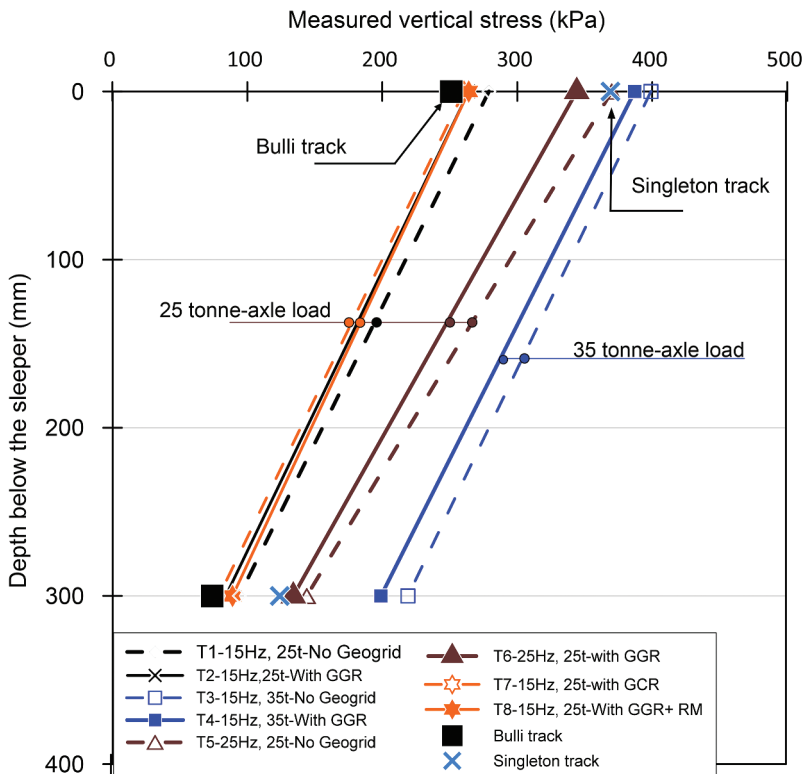 Measured vertical stress (kPa)
0 100 200 300 400 500
0
Bulli track
Singleton track
100
25 tonne-axle load
35 tonne-axle load
Depth below the sleeper (mm)
200
300
400
T1-15Hz, 25t-No Geogrid
T2-15Hz,25t-With GGR
T3-15Hz, 35t-No Geogrid
T4-15Hz, 35t-With GGR
T5-25Hz, 25t-No Geogrid
T6-25Hz, 25t-with GGR
T7-15Hz, 25t-with GCR
T8-15Hz, 25t-With GGR+ RM
Bulli track
Singleton track